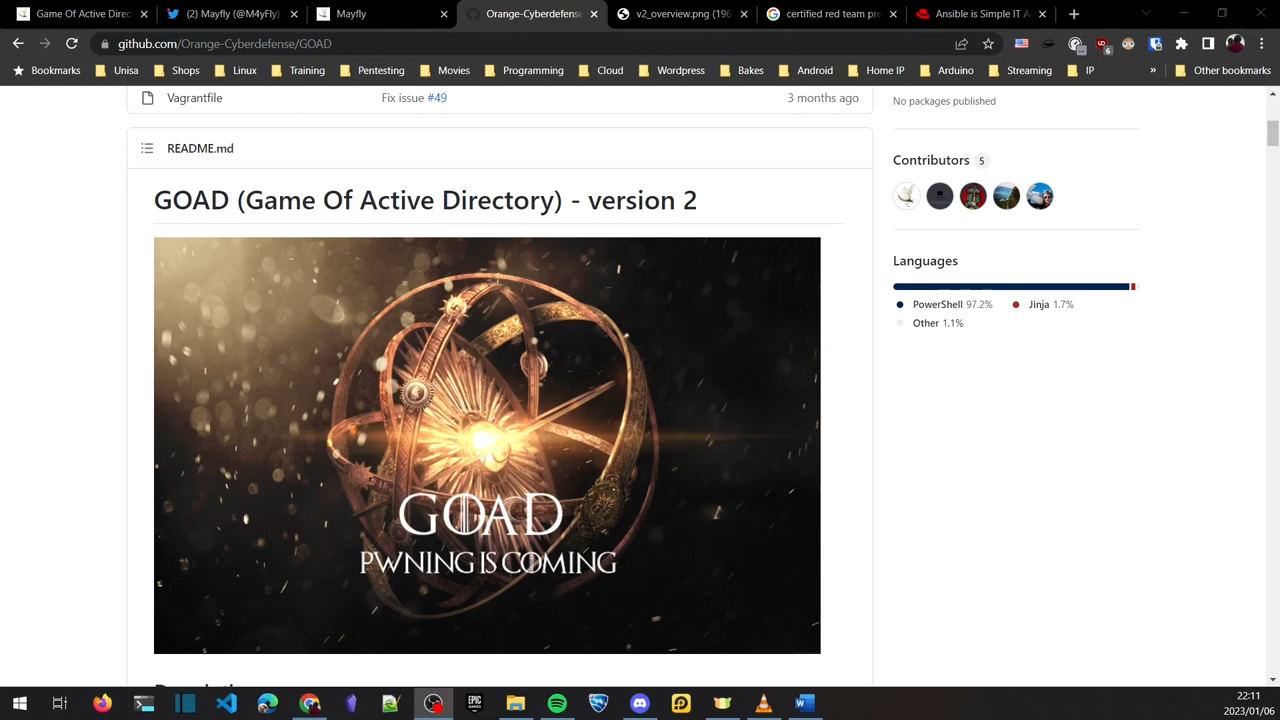 Game Of Active Direct
(2) Mayfly (@M4yFly)
Mayfly
Orange-Cyberdefense
v2_overview.png (196
certified red team pro
Ansible is Simple IT A
github.com/Orange-Cyberdefense/GOAD
Bookmarks
Unisa
Shops
Linux
Training
Pentesting
Movies
Programming
Cloud
Wordpress
Bakes
Android
Home IP
Arduino
Streaming
IP
»
Other bookmarks
Vagrantfile
Fix issue #49
3 months ago
No packages published
README.md
Contributors 5
GOAD (Game Of Active Directory) - version 2
Languages
PowerShell 97.2%
Jinja 1.7%
Other 1.1%
GOAD
PWNING IS COMING
22:11
2023/01/06